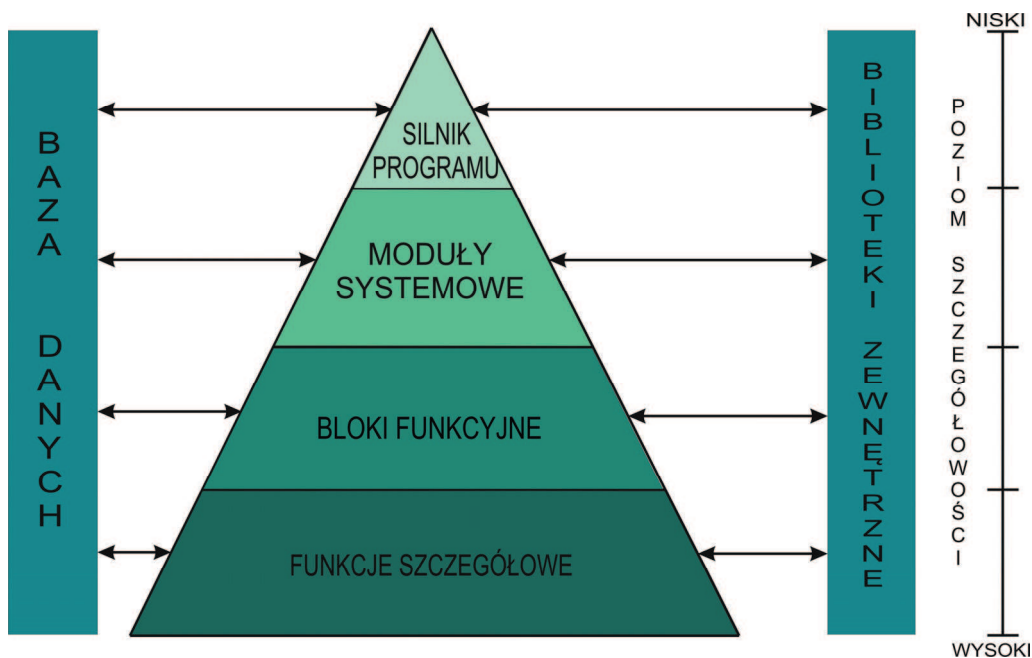 BAZA DANYCH
SILNIK
PROGRAMU
MODUŁY
SYSTEMOWE
BLOKI FUNKCYJNE
FUNKCJE SZCZEGÓŁOWE
BIBLIOTEKI ZEWNĘTRZNE
POZIOM SZCZEGÓŁOWOŚCI
NISKI
WYSOKI